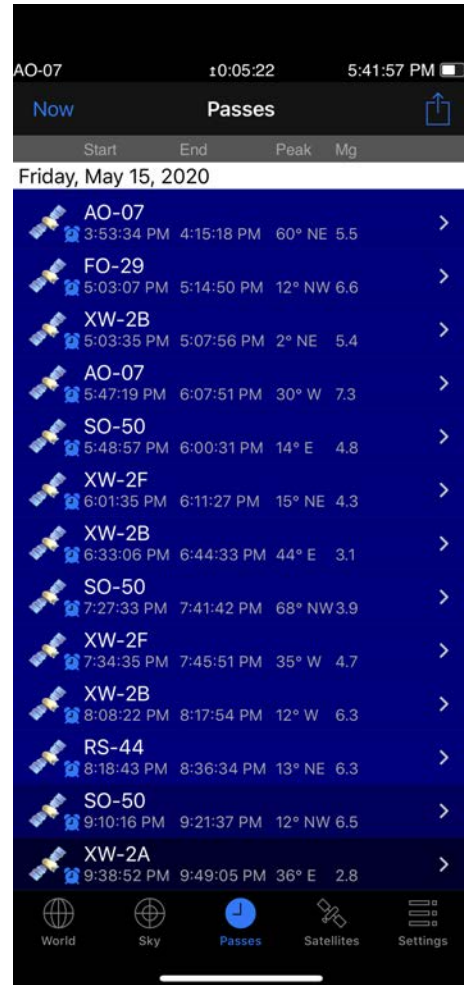 AO-07 ±0:05:22 5:41:57 PM
Now Passes
Start End Peak Mg
Friday, May 15, 2020
AO-07
3:53:34 PM 4:15:18 PM 60° NE 5.5
FO-29
5:03:07 PM 5:14:50 PM 12° NW 6.6
XW-2B
5:03:35 PM 5:07:56 PM 2° NE 5.4
AO-07
5:47:19 PM 6:07:51 PM 30° W 7.3
SO-50
5:48:57 PM 6:00:31 PM 14° E 4.8
XW-2F
6:01:35 PM 6:11:27 PM 15° NE 4.3
XW-2B
6:33:06 PM 6:44:33 PM 44° E 3.1
SO-50
7:27:33 PM 7:41:42 PM 68° NW 3.9
XW-2F
7:34:35 PM 7:45:51 PM 35° W 4.7
XW-2B
8:08:22 PM 8:17:54 PM 12° W 6.3
RS-44
8:18:43 PM 8:36:34 PM 13° NE 6.3
SO-50
9:10:16 PM 9:21:37 PM 12° NW 6.5
XW-2A
9:38:52 PM 9:49:05 PM 36° E 2.8
World Sky Passes Satellites Settings